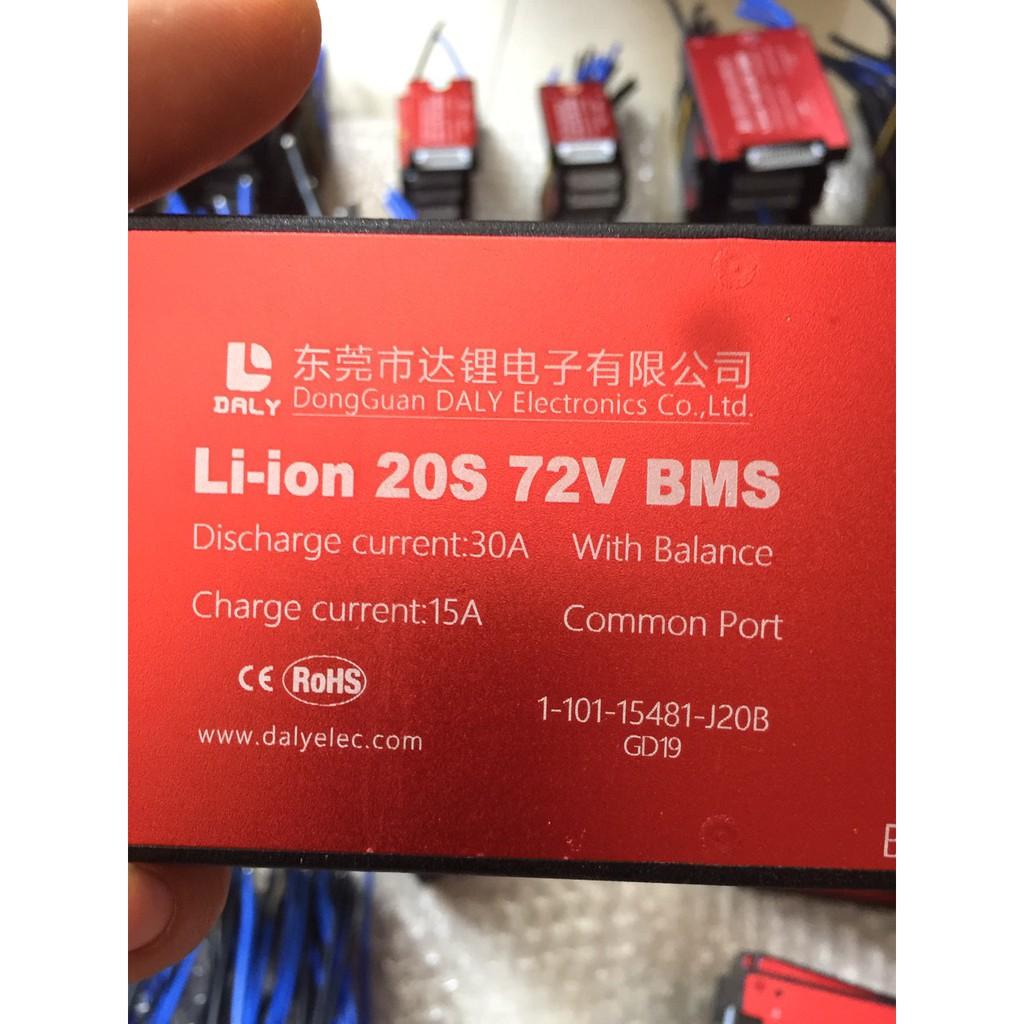 东莞市达锂电子有限公司
DALY DongGuan DALY Electronics Co.,Ltd.
Li-ion 20S 72V BMS
Discharge current:30A With Balance
Charge current:15A Common Port
CE RoHS
1-101-15481-J20B
www.dalyelec.com GD19